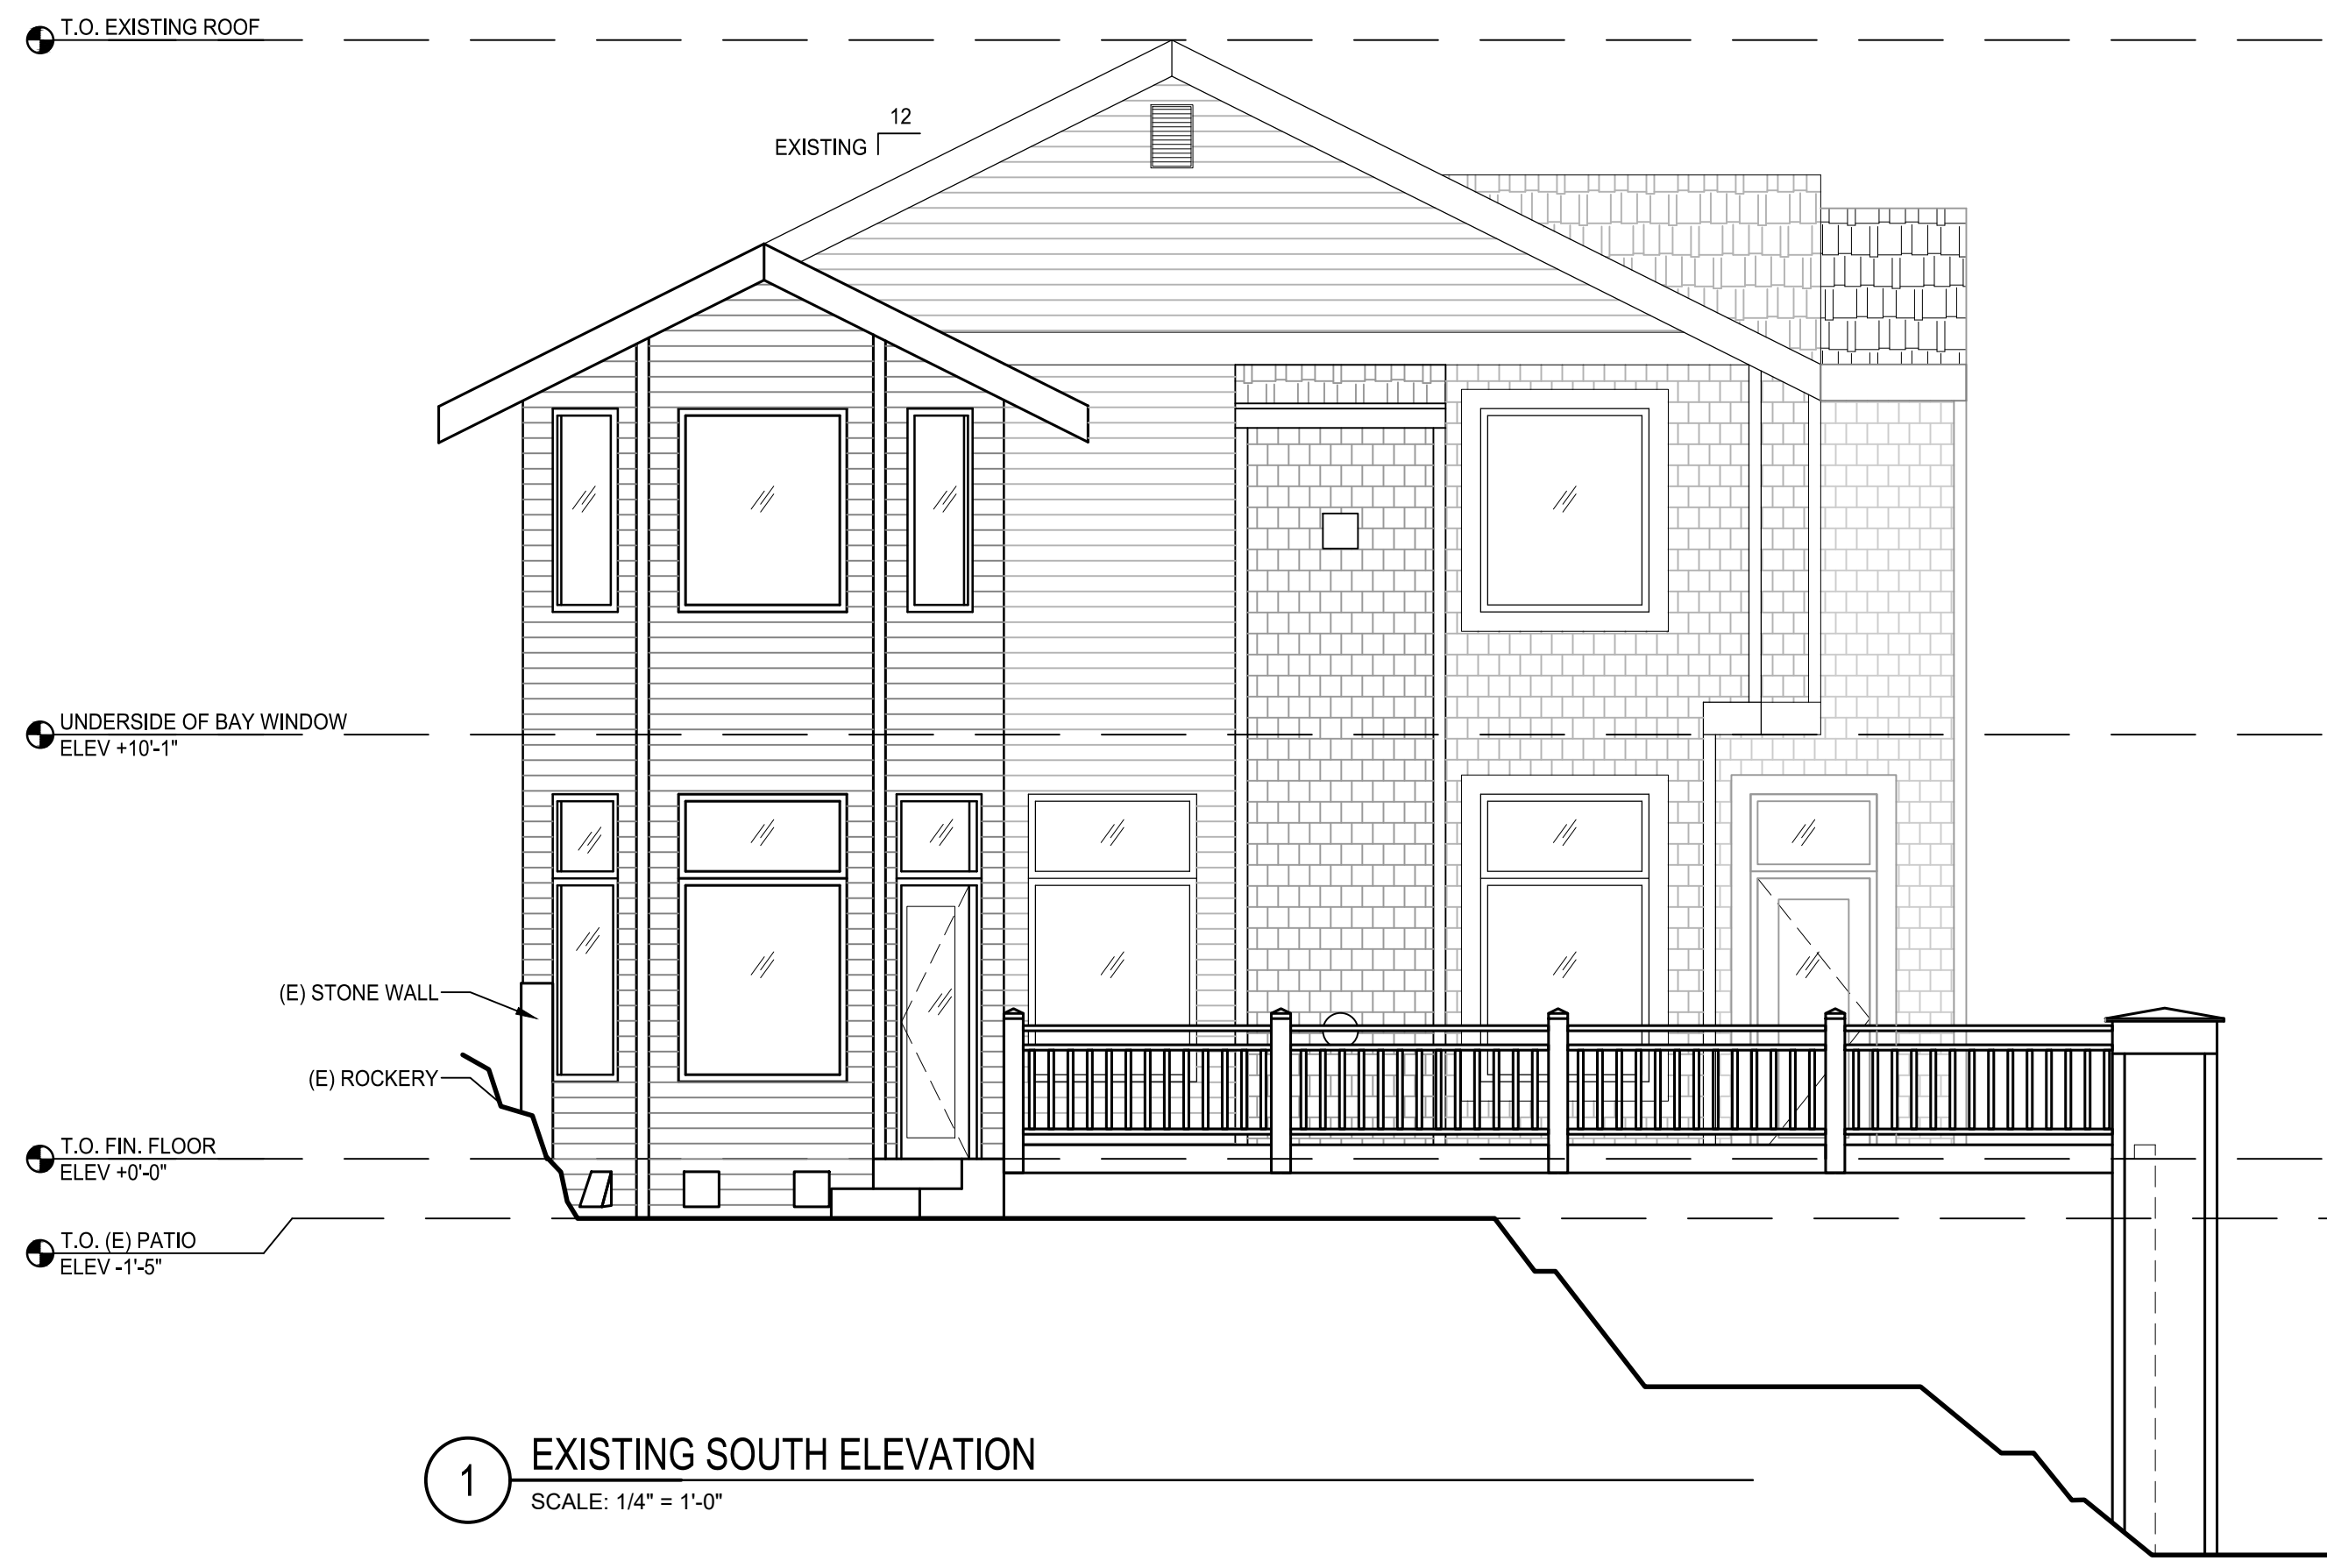 T.O. EXISTING ROOF
12
EXISTING
UNDERSIDE OF BAY WINDOW
ELEV +10'-1"
(E) STONE WALL
(E) ROCKERY
T.O. FIN. FLOOR
ELEV +0'-0"
T.O. (E) PATIO
ELEV -1'-5"
1
EXISTING SOUTH ELEVATION
SCALE: 1/4" = 1'-0"